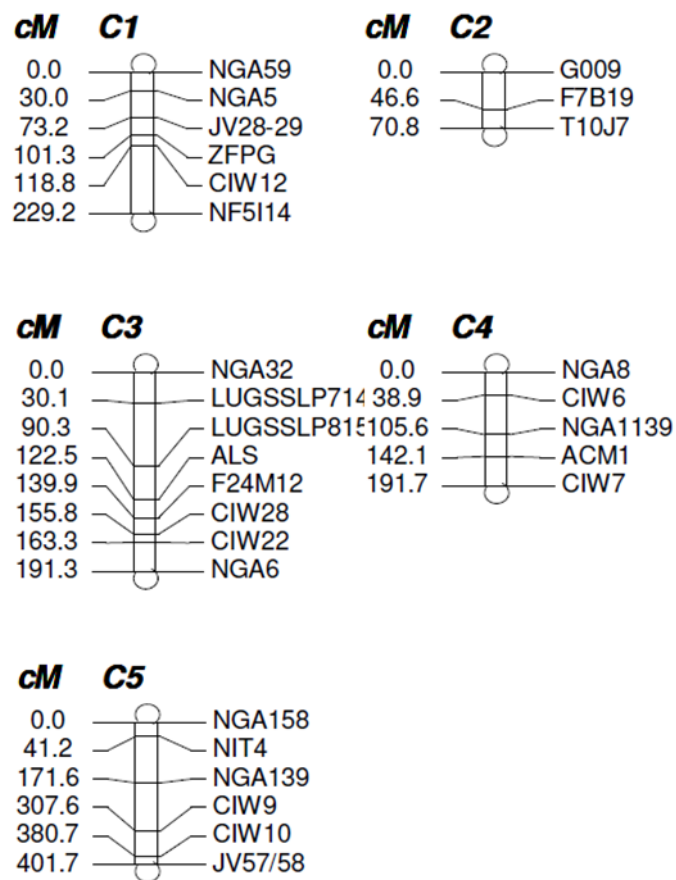 cM C1
0.0 NGA59
30.0 NGA5
73.2 JV28-29
101.3 ZFPG
118.8 CIW12
229.2 NF5I14
cM C2
0.0 G009
46.6 F7B19
70.8 T10J7
cM C3
0.0 NGA32
30.1 LUGSSLP714
90.3 LUGSSLP815
122.5 ALS
139.9 F24M12
155.8 CIW28
163.3 CIW22
191.3 NGA6
cM C4
0.0 NGA8
38.9 CIW6
105.6 NGA1139
142.1 ACM1
191.7 CIW7
cM C5
0.0 NGA158
41.2 NIT4
171.6 NGA139
307.6 CIW9
380.7 CIW10
401.7 JV57/58